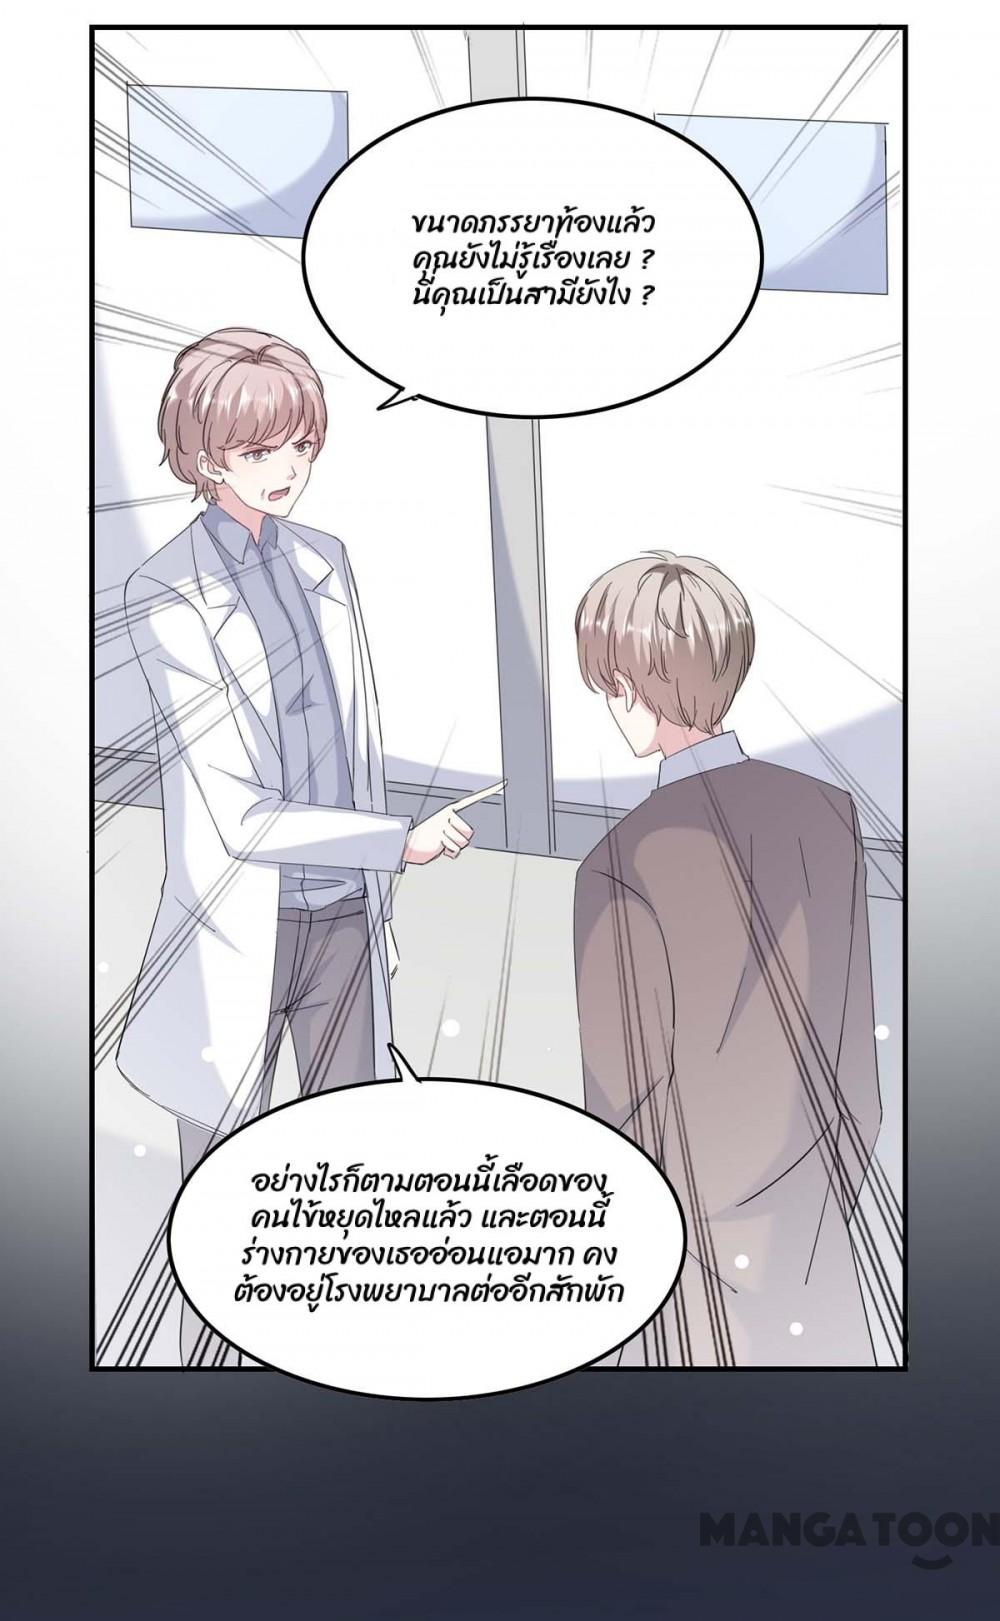 ขนาดภรรยาท้องแล้ว
คุณยังไม่รู้เรื่องเลย ?
นี่คุณเป็นสามียังไง ?
อย่างไรก็ตามตอนนี้เลือดของ
คนไข้หยุดไหลแล้ว และตอนนี้
ร่างกายของเธออ่อนแอมาก คง
ต้องอยู่โรงพยาบาลต่ออีกสักพัก
MANGATOON